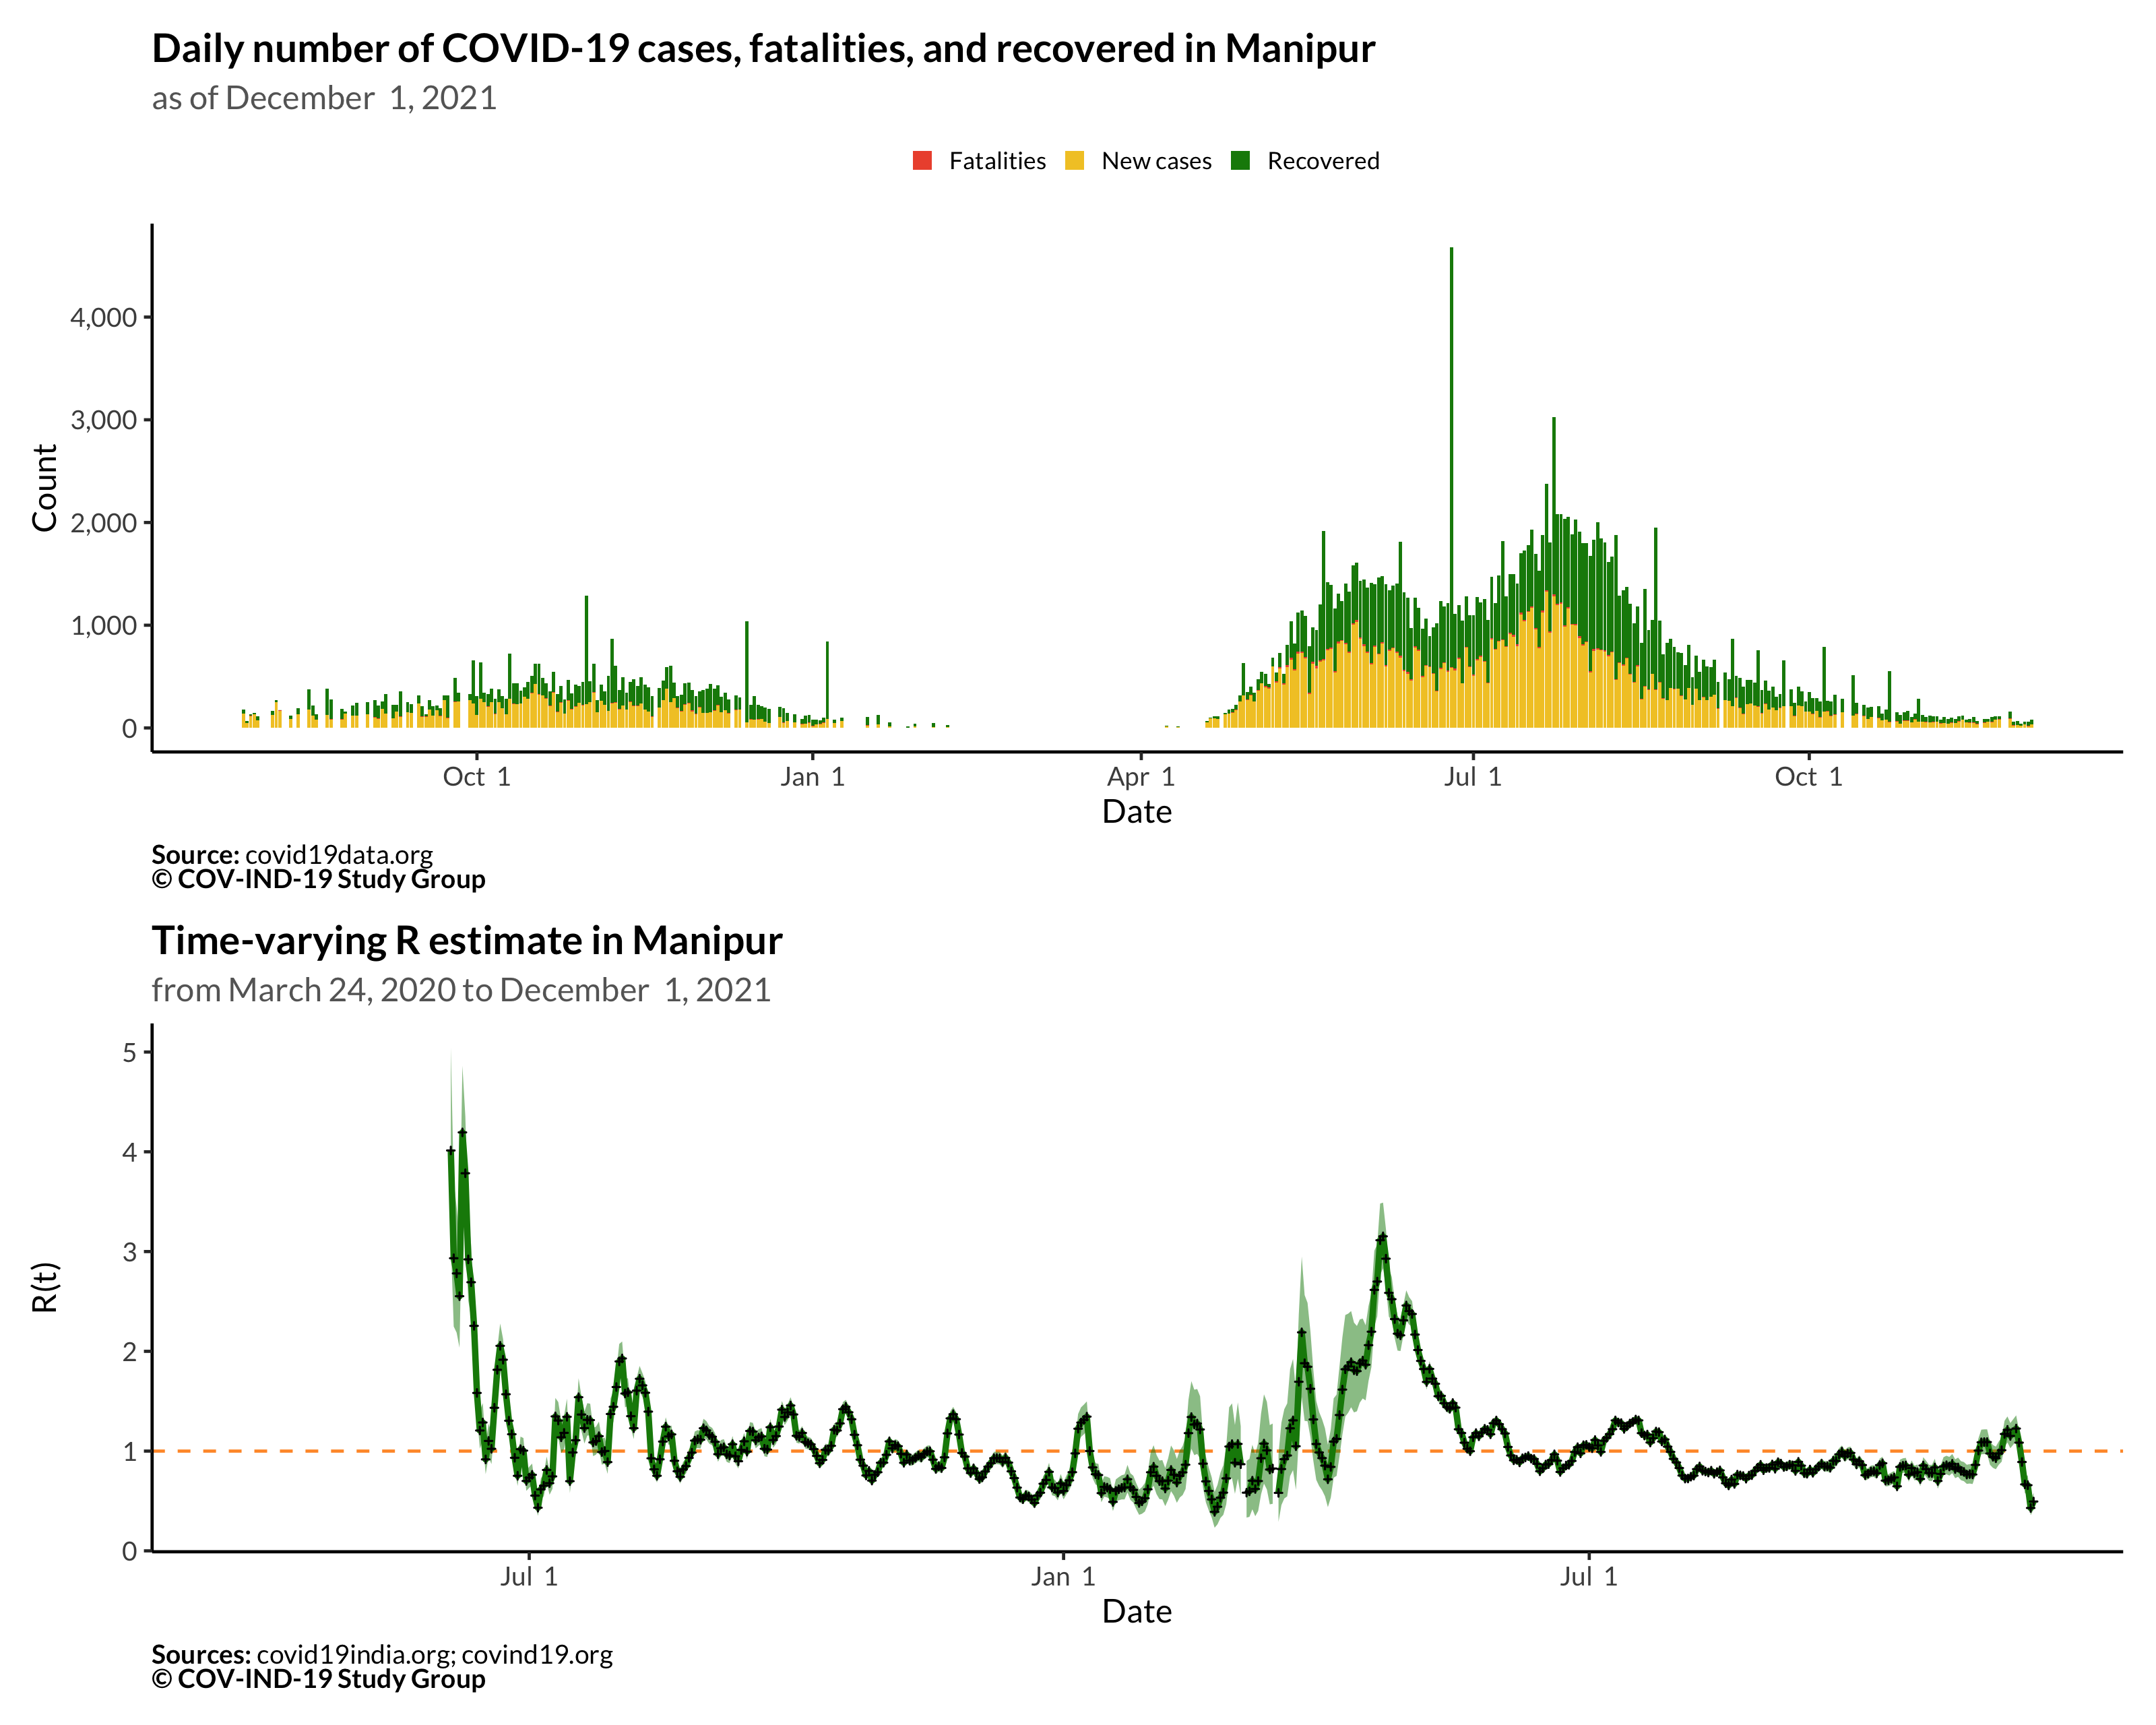 Daily number of COVID-19 cases, fatalities, and recovered in Manipur
as of December  1, 2021
Fatalities New cases Recovered
Count
4,000
3,000
2,000
1,000
0
Oct  1 Jan  1 Apr  1 Jul  1 Oct  1
Date
Source: covid19data.org
© COV-IND-19 Study Group
Time-varying R estimate in Manipur
from March 24, 2020 to December  1, 2021
R(t)
5
4
3
2
1
0
Jul  1 Jan  1 Jul  1
Date
Sources: covid19india.org; covind19.org
© COV-IND-19 Study Group